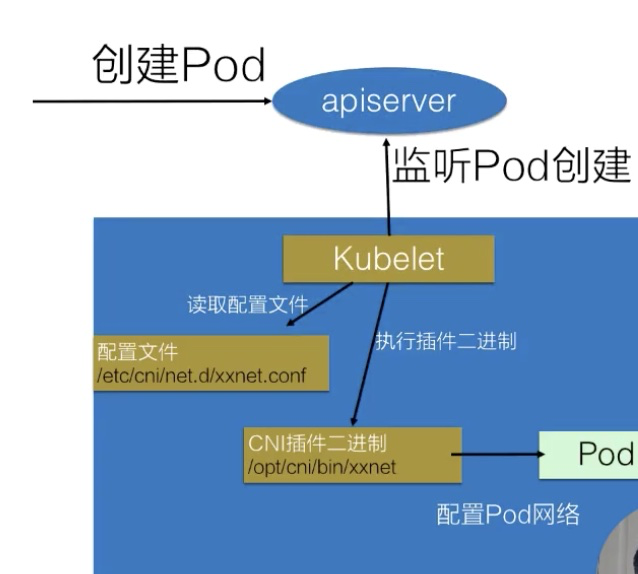 创建Pod
apiserver
监听Pod创建
Kubelet
读取配置文件
执行插件二进制
配置文件
/etc/cni/net.d/xxnet.conf
CNI插件二进制
/opt/cni/bin/xxnet
Pod
配置Pod网络